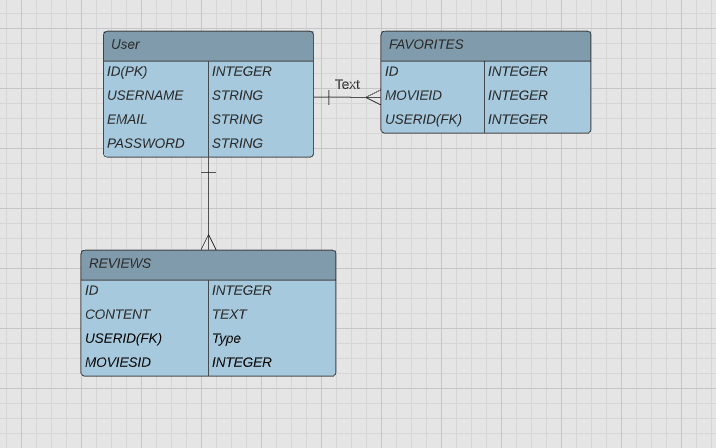 User
ID(PK) INTEGER
USERNAME STRING
EMAIL STRING
PASSWORD STRING
Text
FAVORITES
ID INTEGER
MOVIEID INTEGER
USERID(FK) INTEGER
REVIEWS
ID INTEGER
CONTENT TEXT
USERID(FK) Type
MOVIESID INTEGER